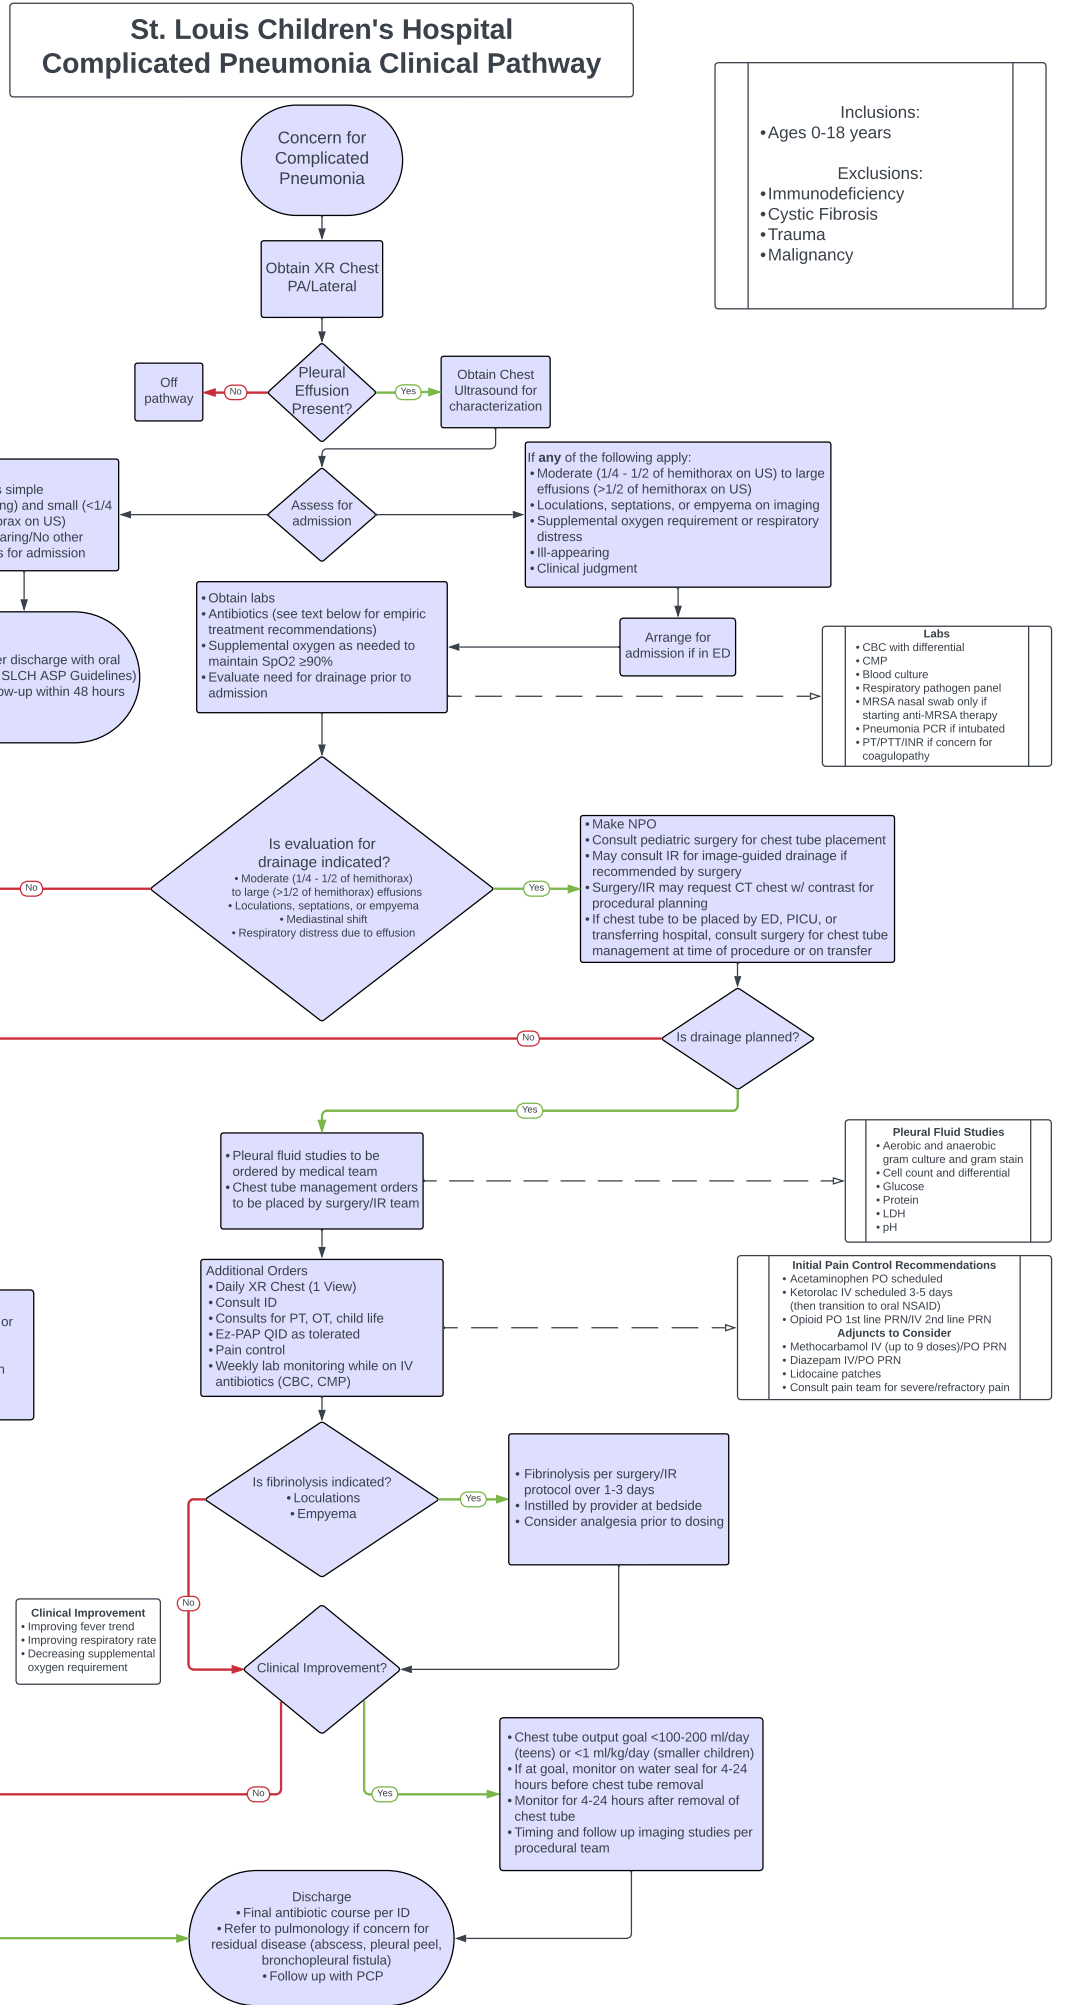 St. Louis Children's Hospital
Complicated Pneumonia Clinical Pathway
Inclusions:
•Ages 0-18 years
Exclusions:
•Immunodeficiency
•Cystic Fibrosis
•Trauma
•Malignancy
Concern for
Complicated
Pneumonia
Obtain XR Chest
PA/Lateral
Pleural
Effusion
Present?
No
Off
pathway
Yes
Obtain Chest
Ultrasound for
characterization
Assess for
admission
simple
and small (<1/4
on US)
other
for admission
discharge with oral
SLCH ASP Guidelines)
within 48 hours
If any of the following apply:
•Moderate (1/4 - 1/2 of hemithorax on US) to large
effusions (>1/2 of hemithorax on US)
•Loculations, septations, or empyema on imaging
•Supplemental oxygen requirement or respiratory
distress
•Ill-appearing
•Clinical judgment
Arrange for
admission if in ED
•Obtain labs
•Antibiotics (see text below for empiric
treatment recommendations)
•Supplemental oxygen as needed to
maintain SpO2 ≥90%
•Evaluate need for drainage prior to
admission
Labs
•CBC with differential
•CMP
•Blood culture
•Respiratory pathogen panel
•MRSA nasal swab only if
starting anti-MRSA therapy
•Pneumonia PCR if intubated
•PT/PTT/INR if concern for
coagulopathy
Is evaluation for
drainage indicated?
•Moderate (1/4 - 1/2 of hemithorax)
to large (>1/2 of hemithorax) effusions
•Loculations, septations, or empyema
•Mediastinal shift
•Respiratory distress due to effusion
No
Yes
•Make NPO
•Consult pediatric surgery for chest tube placement
•May consult IR for image-guided drainage if
recommended by surgery
•Surgery/IR may request CT chest w/ contrast for
procedural planning
•If chest tube to be placed by ED, PICU, or
transferring hospital, consult surgery for chest tube
management at time of procedure or on transfer
Is drainage planned?
No
Yes
•Pleural fluid studies to be
ordered by medical team
•Chest tube management orders
to be placed by surgery/IR team
Pleural Fluid Studies
•Aerobic and anaerobic
gram culture and gram stain
•Cell count and differential
•Glucose
•Protein
•LDH
•pH
Additional Orders
•Daily XR Chest (1 View)
•Consult ID
•Consults for PT, OT, child life
•Ez-PAP QID as tolerated
•Pain control
•Weekly lab monitoring while on IV
antibiotics (CBC, CMP)
Initial Pain Control Recommendations
•Acetaminophen PO scheduled
•Ketorolac IV scheduled 3-5 days
(then transition to oral NSAID)
•Opioid PO 1st line PRN/IV 2nd line PRN
Adjuncts to Consider
•Methocarbamol IV (up to 9 doses)/PO PRN
•Diazepam IV/PO PRN
•Lidocaine patches
•Consult pain team for severe/refractory pain
or
Is fibrinolysis indicated?
•Loculations
•Empyema
Yes
No
•Fibrinolysis per surgery/IR
protocol over 1-3 days
•Instilled by provider at bedside
•Consider analgesia prior to dosing
Clinical Improvement
•Improving fever trend
•Improving respiratory rate
•Decreasing supplemental
oxygen requirement
Clinical Improvement?
No
Yes
•Chest tube output goal <100-200 ml/day
(teens) or <1 ml/kg/day (smaller children)
•If at goal, monitor on water seal for 4-24
hours before chest tube removal
•Monitor for 4-24 hours after removal of
chest tube
•Timing and follow up imaging studies per
procedural team
Discharge
•Final antibiotic course per ID
•Refer to pulmonology if concern for
residual disease (abscess, pleural peel,
bronchopleural fistula)
•Follow up with PCP